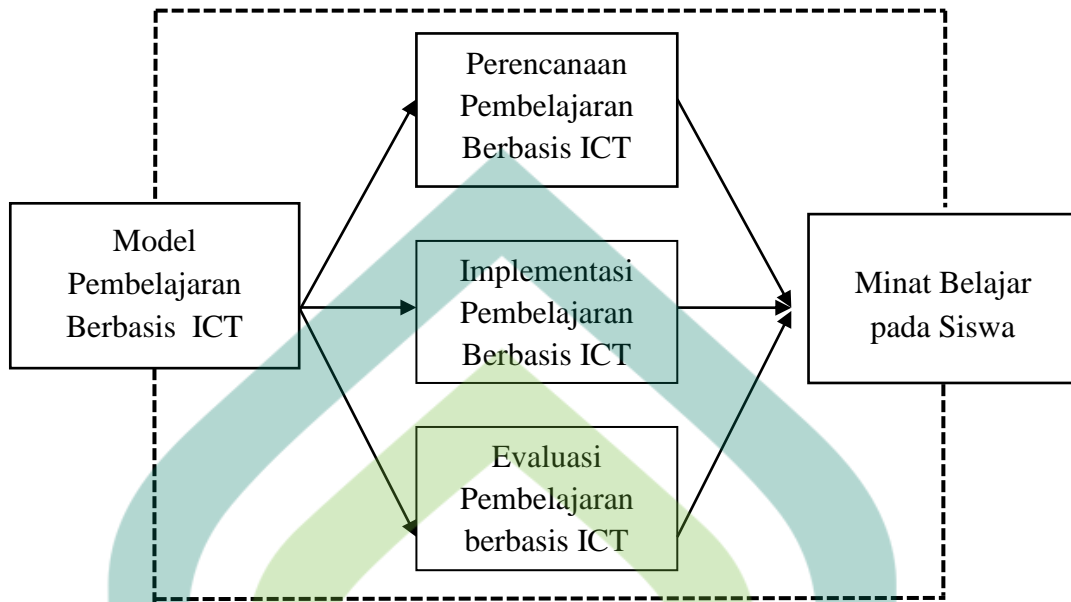 Perencanaan
Pembelajaran
Berbasis ICT
Model
Pembelajaran
Berbasis ICT
Implementasi
Pembelajaran
Berbasis ICT
Minat Belajar
pada Siswa
Evaluasi
Pembelajaran
berbasis ICT